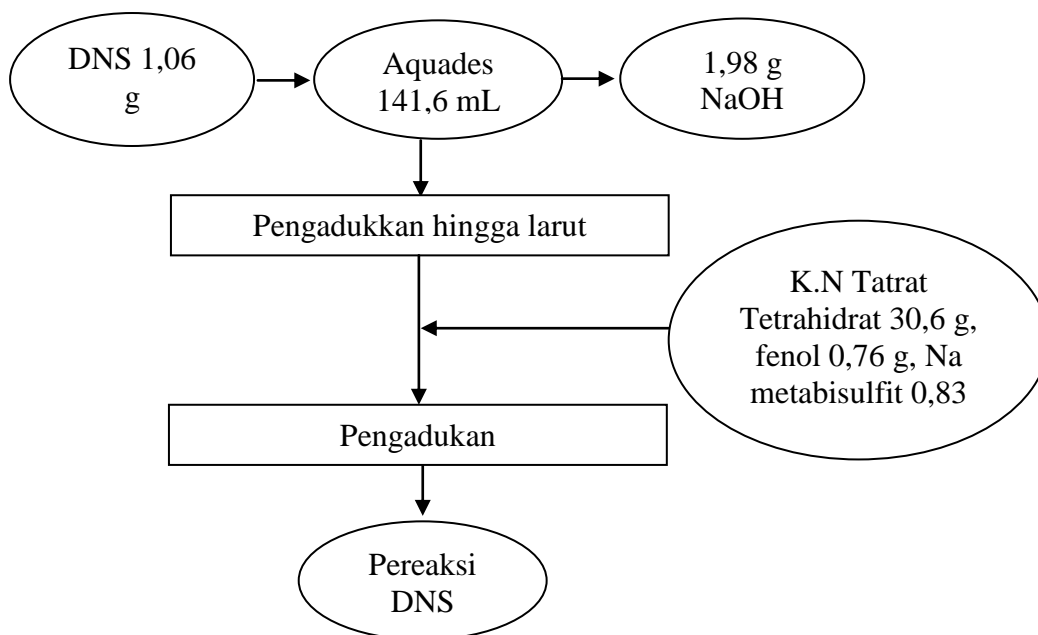 DNS 1,06
g
Aquades
141,6 mL
1,98 g
NaOH
Pengadukkan hingga larut
K.N Tatrat
Tetrahidrat 30,6 g,
fenol 0,76 g, Na
metabisulfit 0,83
Pengadukan
Pereaksi
DNS